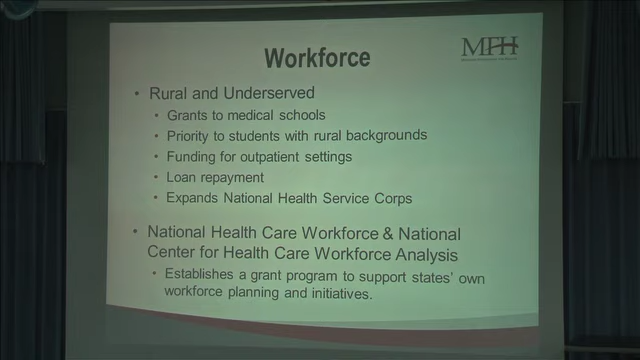 Workforce
MFH
• Rural and Underserved
• Grants to medical schools
• Priority to students with rural backgrounds
• Funding for outpatient settings
• Loan repayment
• Expands National Health Service Corps
• National Health Care Workforce & National
Center for Health Care Workforce Analysis
• Establishes a grant program to support states' own
workforce planning and initiatives.